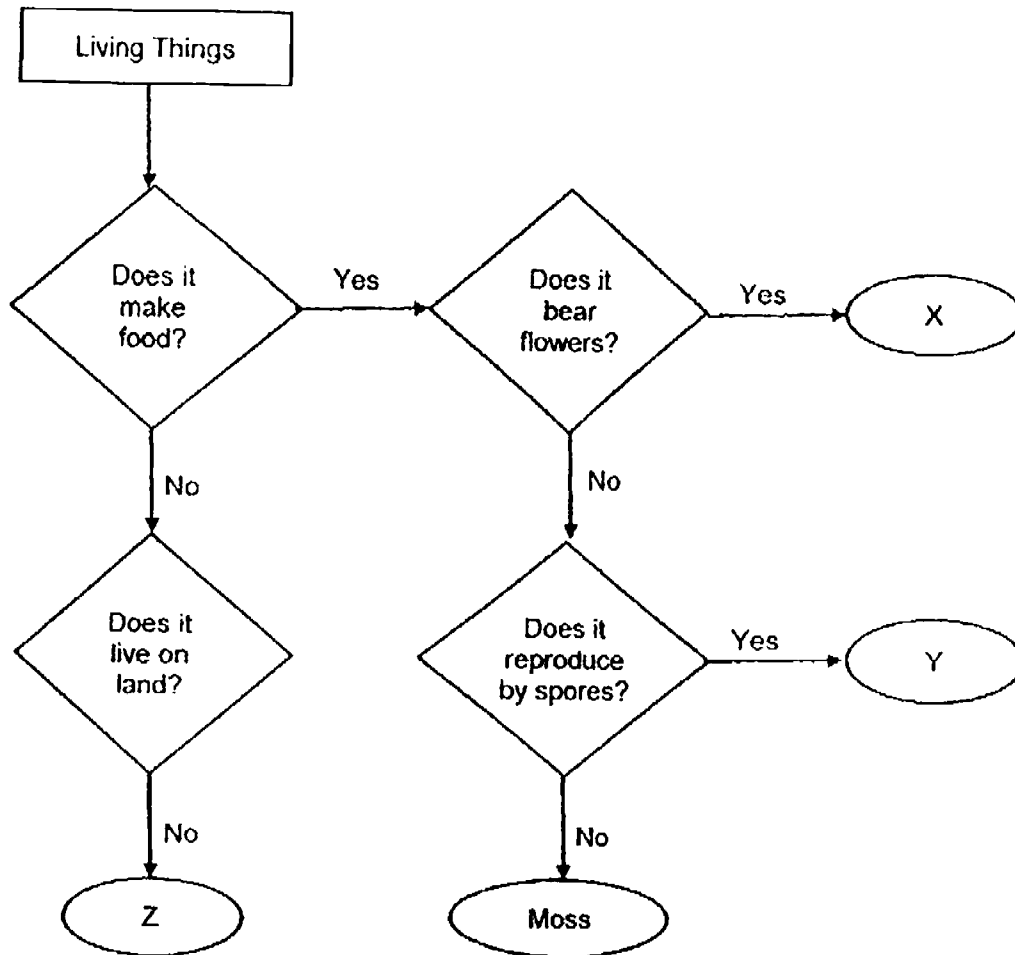 Living Things
Does it
make
food?
Yes
Does it
bear
flowers?
Yes
X
No
No
Does it
live on
land?
Does it
reproduce
by spores?
Yes
Y
No
No
Z
Moss